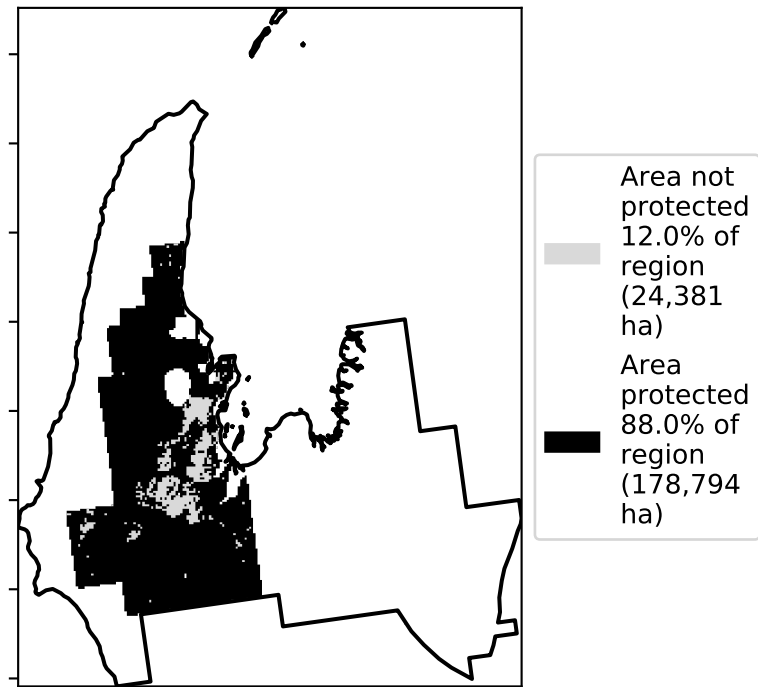 Area not
protected
12.0% of
region
(24,381
ha)
Area
protected
88.0% of
region
(178,794
ha)